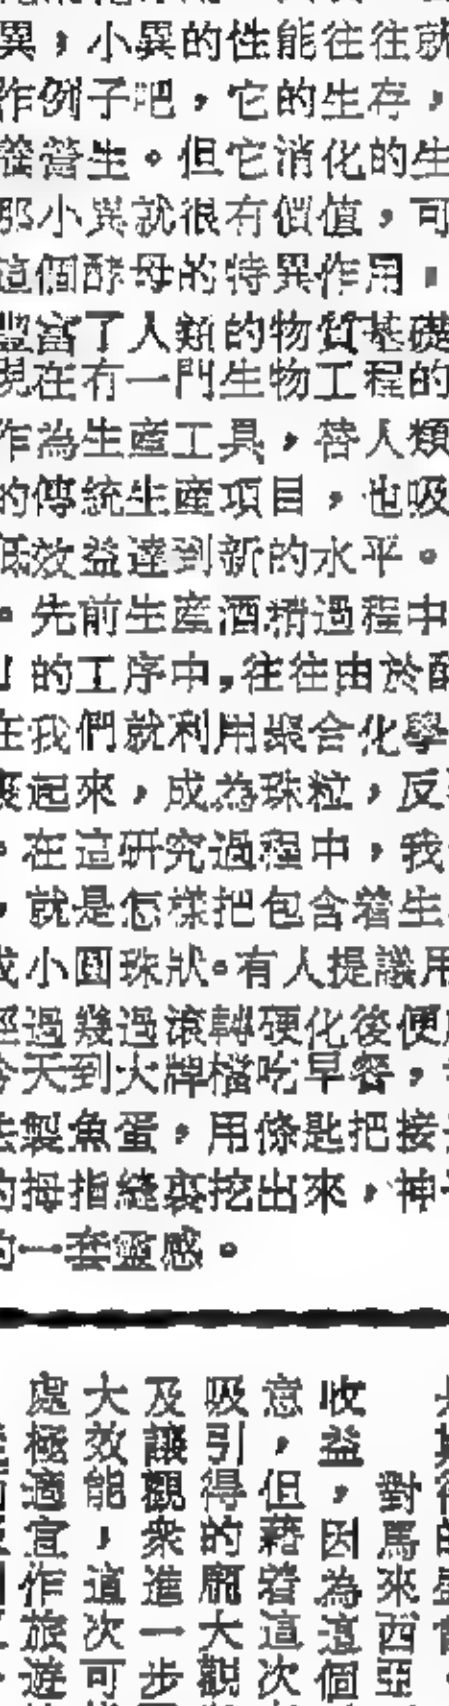 異，小異的性能往往就
作例子吧，它的生存，
營生。但它消化的生
那小異就很有價值，可
這個酵母的特異作用。
豐富了人類的物質基礎
現在有一門生物工程的
作為生產工具，替人類
的傳統生產項目，也吸
低效益達到新的水平。
。先前生產酒精過程中
的工序中，往往由於
在我們就利用聚合化學
裹起來，成為珠粒，反
。在這研究過程中，我
，就是怎樣把包含着生
成小圓珠狀。有人提議用
經過幾過滾轉硬化後便
今天到大牌檔吃早餐，
法製魚蛋，用條匙把接
的拇指縫裏挖出來，神
的一套靈感。
對馬來西亞
收益，因為這個
意，但藉着這次
吸引得的龐大觀
及讓觀衆進一步
大效能，這次可
處極適宜作旅遊